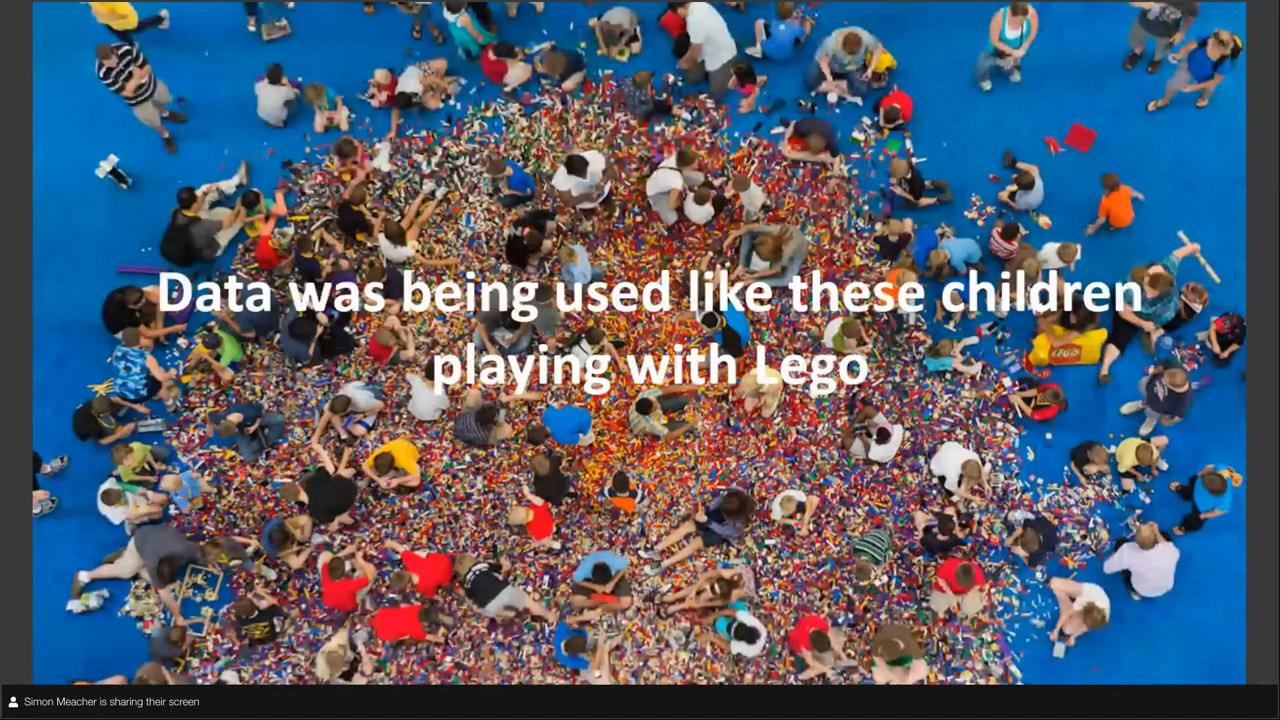 Data was being used like these children
playing with Lego
LEGO
Simon Meacher is sharing their screen